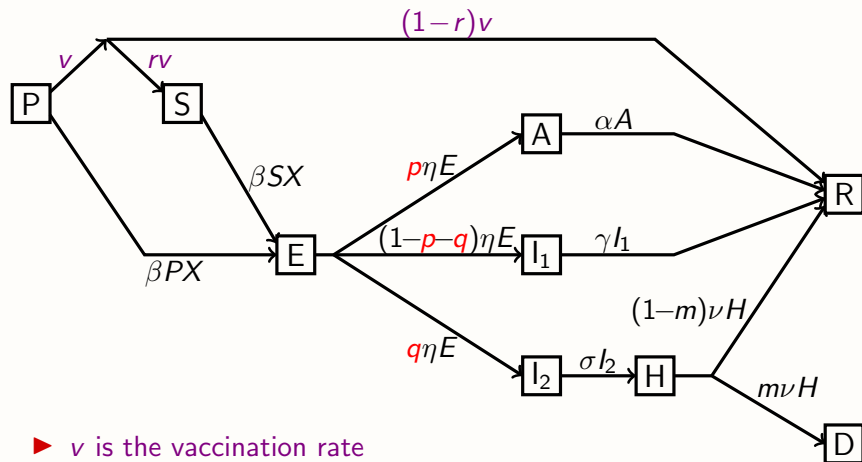 (1−r)v
v
rv
P
S
A
αA
βSX
pηE
R
(1−p−q)ηE
γI₁
E
I₁
βPX
(1−m)νH
qηE
σI₂
I₂
H
mνH
D
► v is the vaccination rate